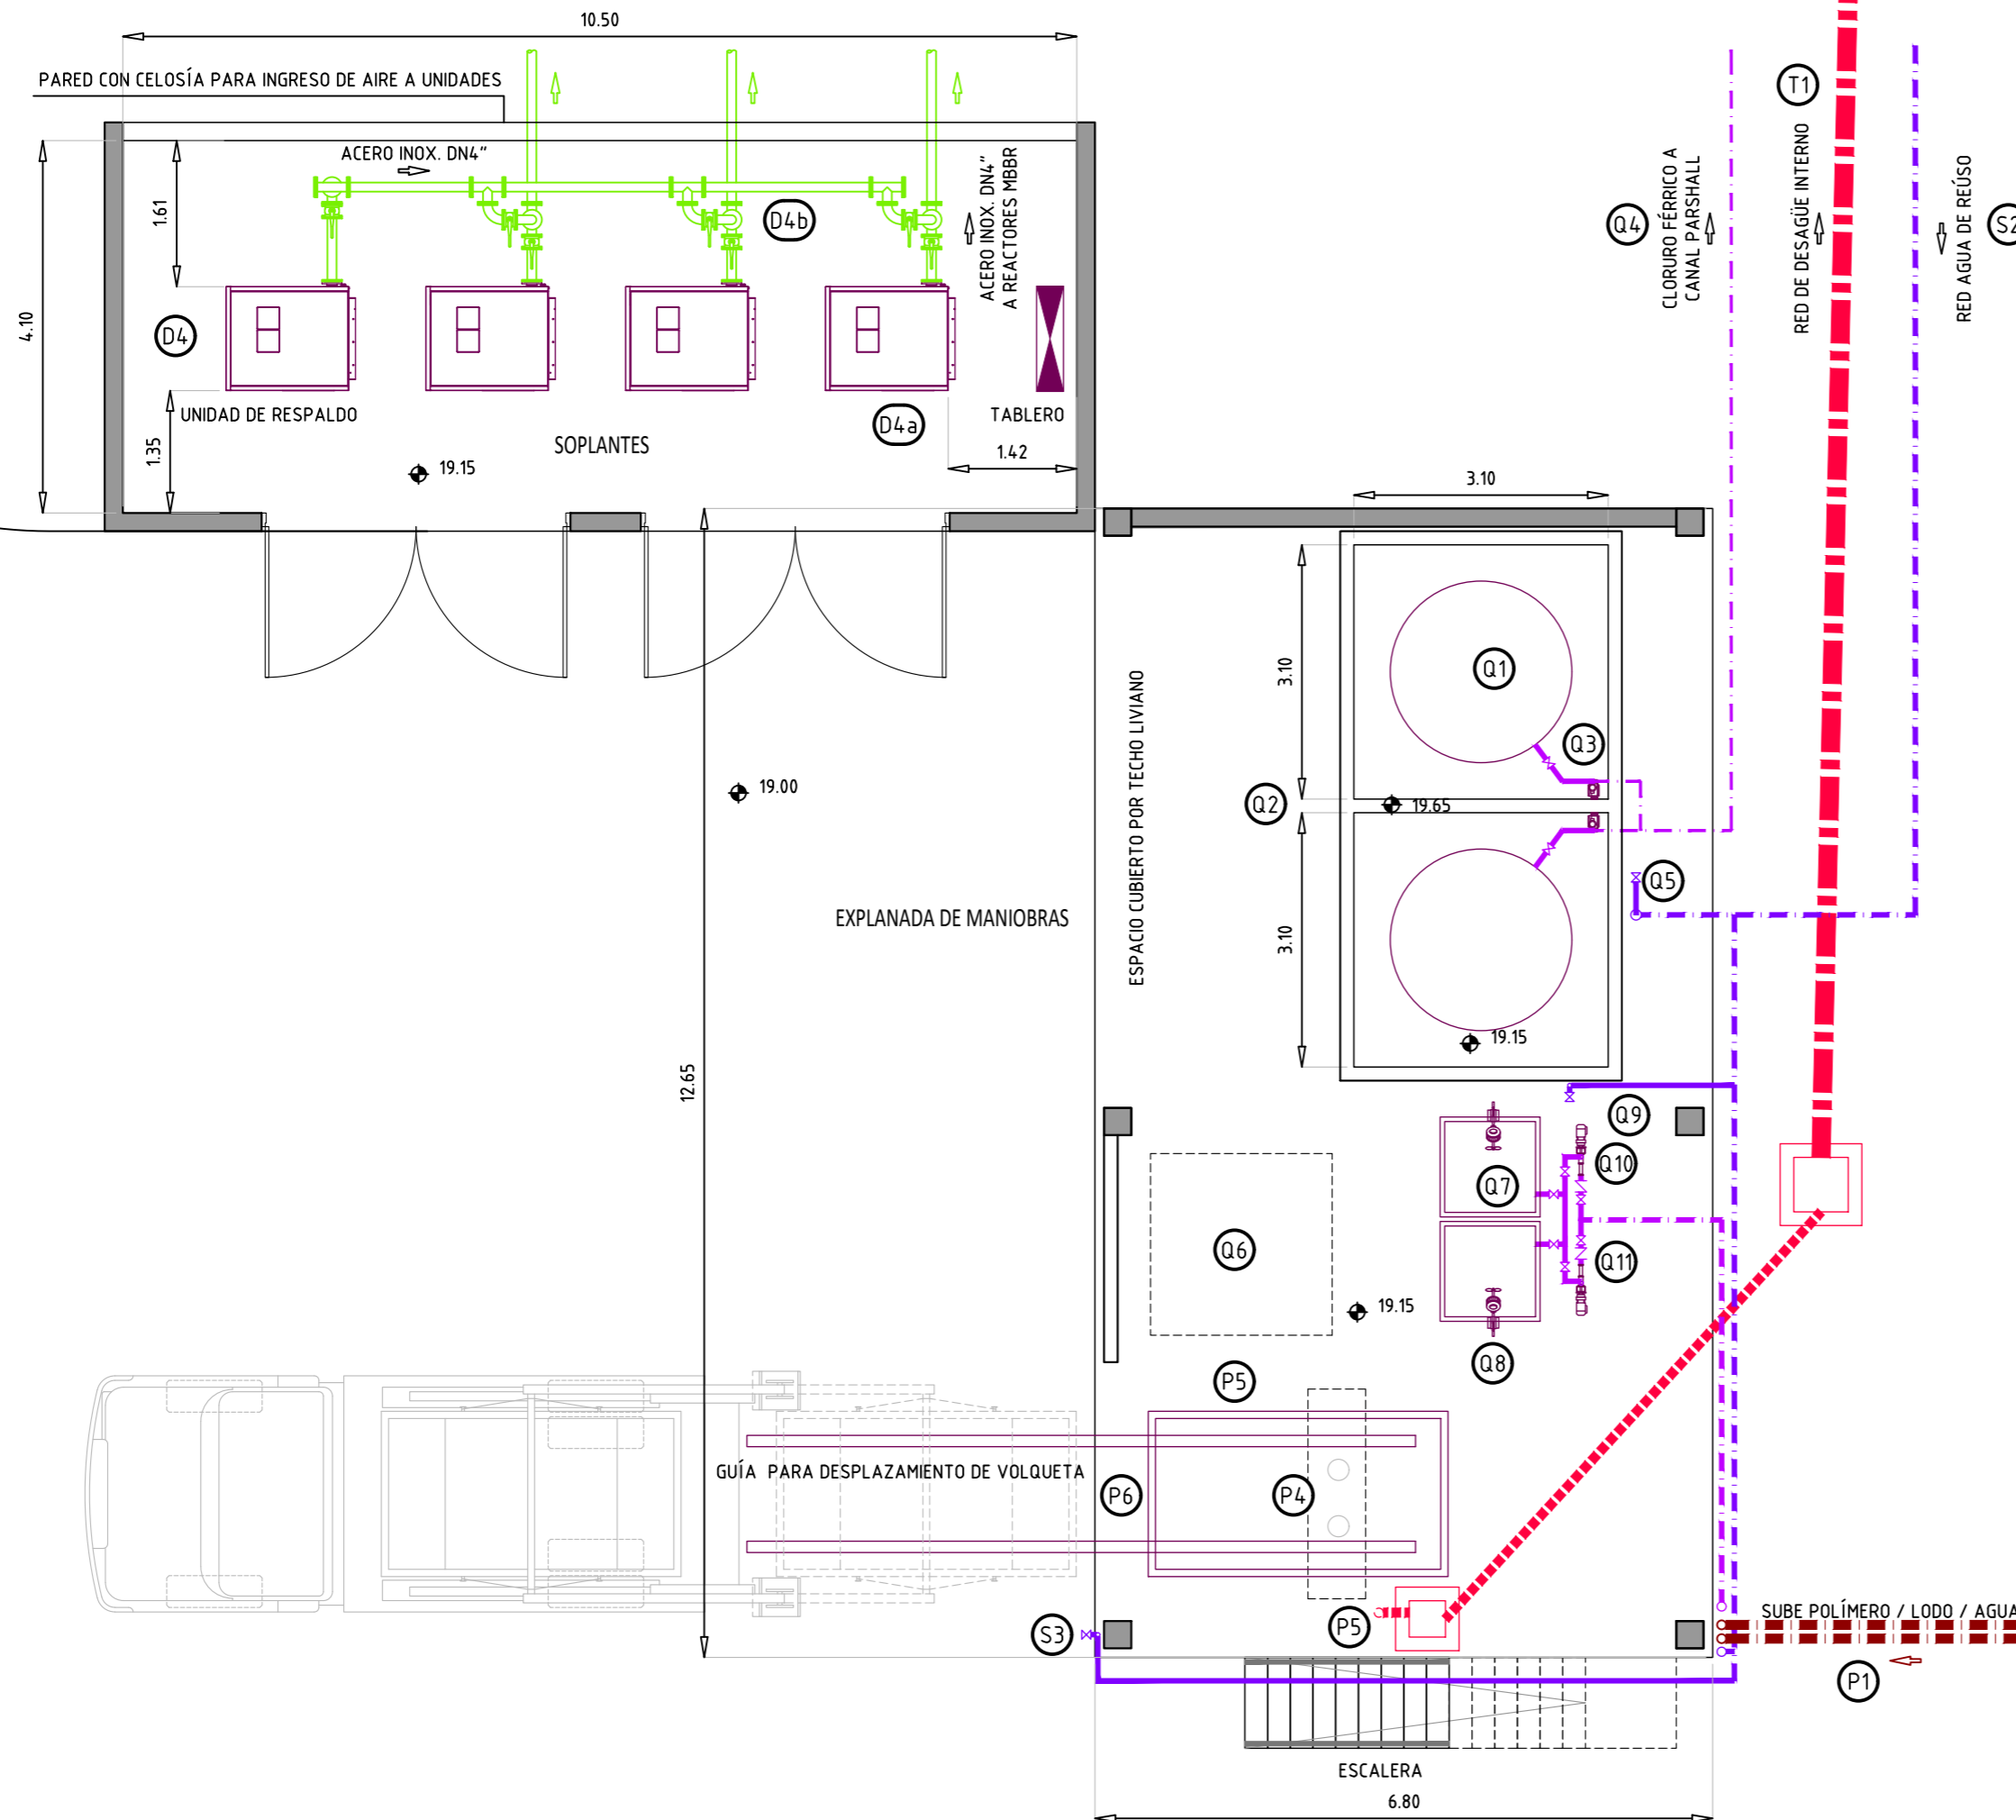 10.50
PARED CON CELOSÍA PARA INGRESO DE AIRE A UNIDADES
T1
ACERO INOX. DN4"
ACERO INOX. DN4"
A REACTORES MBBR
1.61
D4b
4.10
D4
UNIDAD DE RESPALDO
D4a
TABLERO
SOPLANTES
1.35
1.42
19.15
Q4
CLORURO FÉRRICO A
CANAL PARSHALL
RED DE DESAGÜE INTERNO
RED AGUA DE REÚSO
S2
3.10
3.10
Q1
Q3
19.00
Q2
19.65
ESPACIO CUBIERTO POR TECHO LIVIANO
Q5
EXPLANADA DE MANIOBRAS
3.10
19.15
12.65
Q9
Q10
Q7
Q6
Q11
19.15
Q8
P5
GUÍA PARA DESPLAZAMIENTO DE VOLQUETA
P6
P4
SUBE POLÍMERO / LODO / AGUA
S3
P5
P1
ESCALERA
6.80